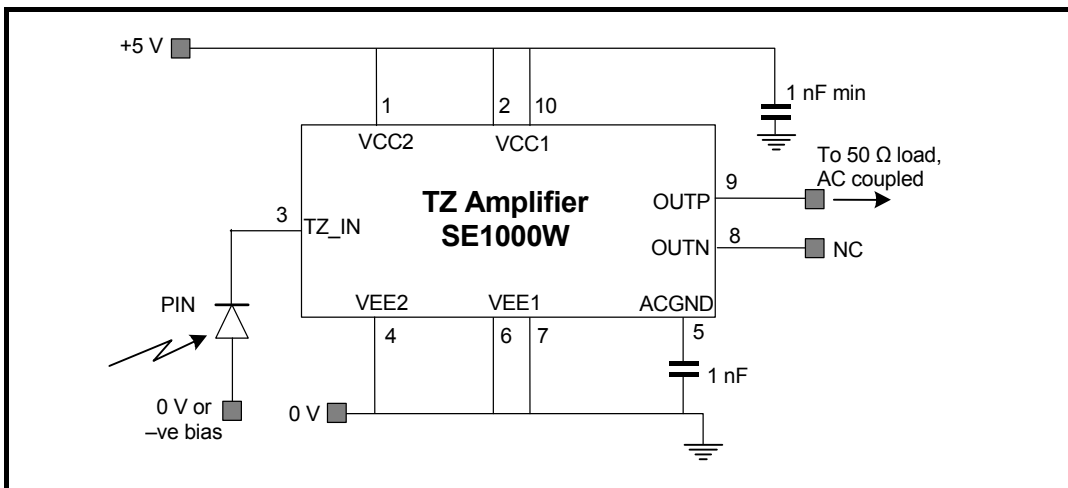 +5 V
1
2
10
1 nF min
VCC2
VCC1
To 50 Ω load,
AC coupled
TZ Amplifier
SE1000W
9
OUTP
3
TZ_IN
OUTN
8
NC
PIN
VEE2
VEE1
ACGND
4
6
7
5
1 nF
0 V or
–ve bias
0 V